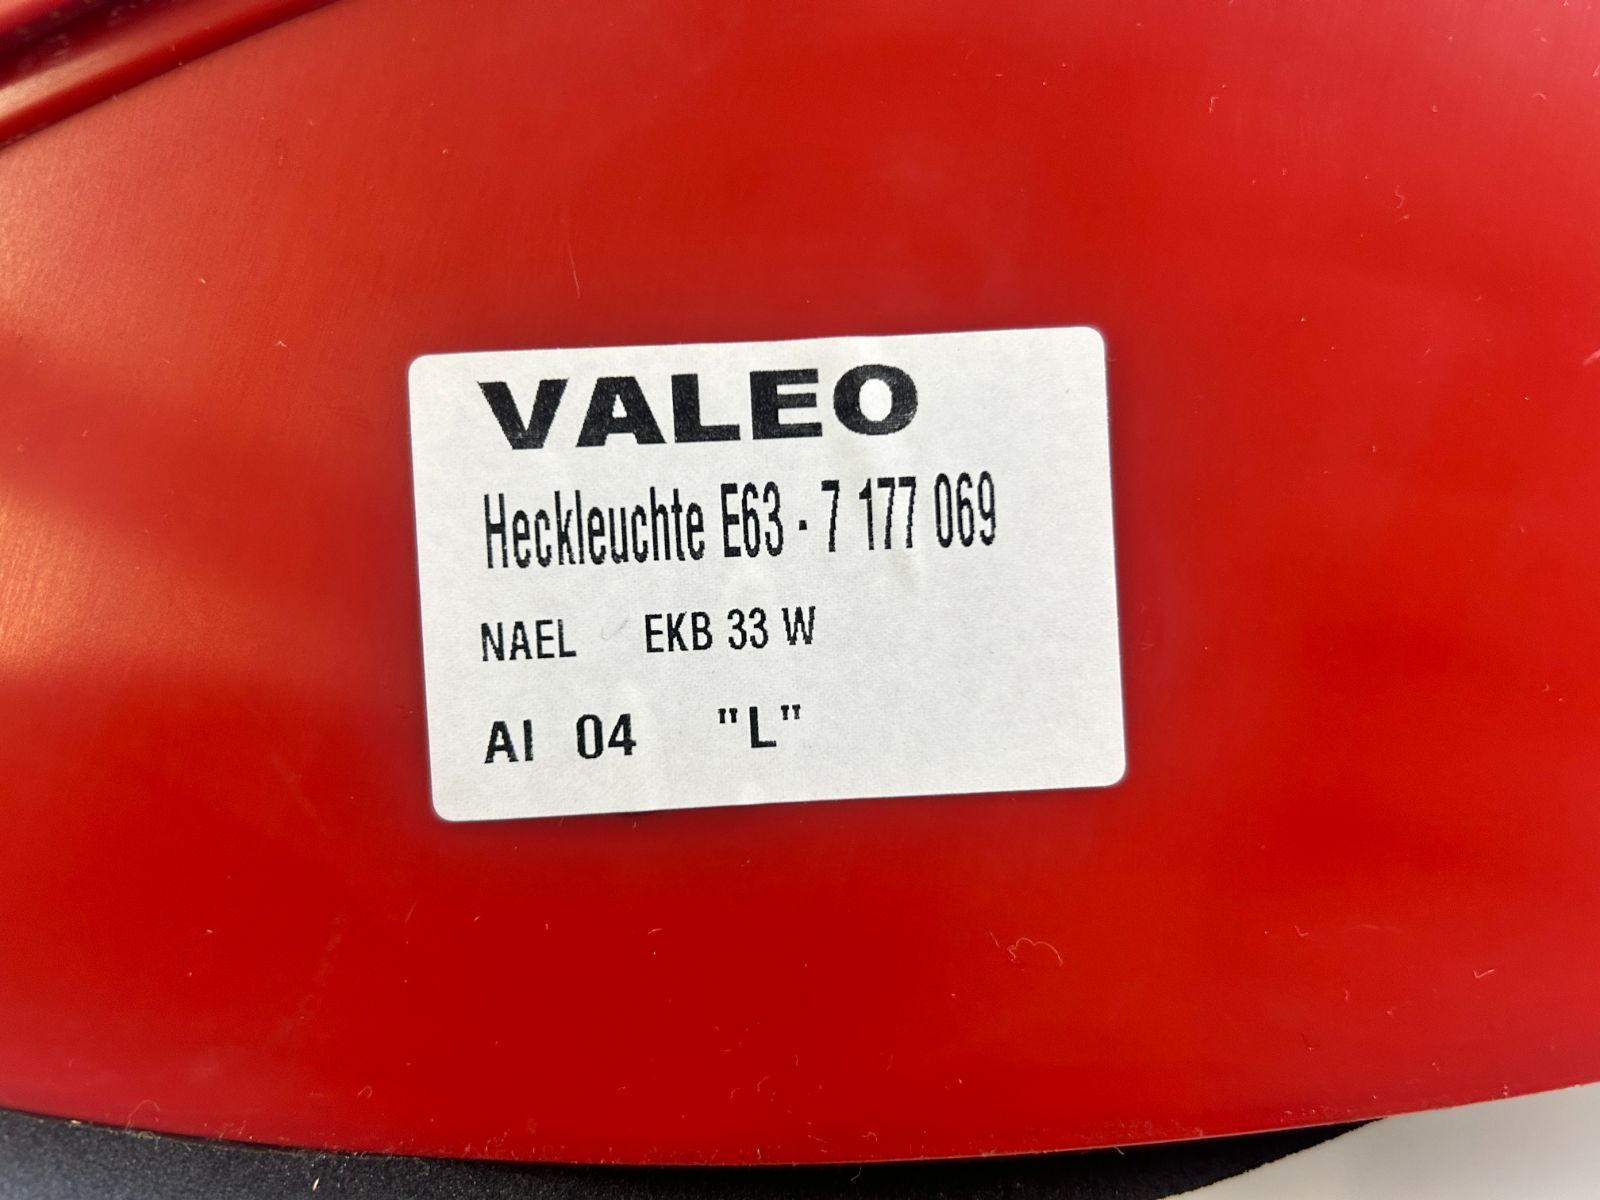 VALEO
Heckleuchte E63 - 7 177 069
NAEL EKB 33 W
AI 04 "L"